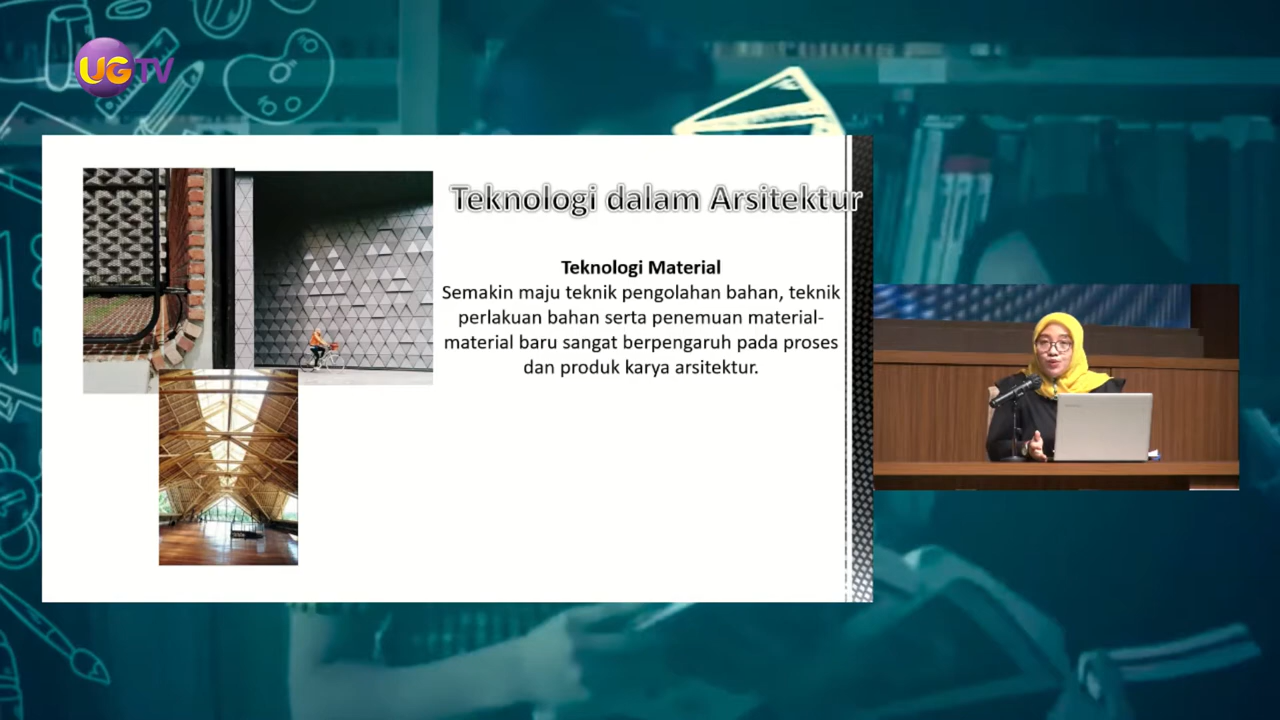 UGTV
Teknologi dalam Arsitektur
Teknologi Material
Semakin maju teknik pengolahan bahan, teknik
perlakuan bahan serta penemuan material-
material baru sangat berpengaruh pada proses
dan produk karya arsitektur.